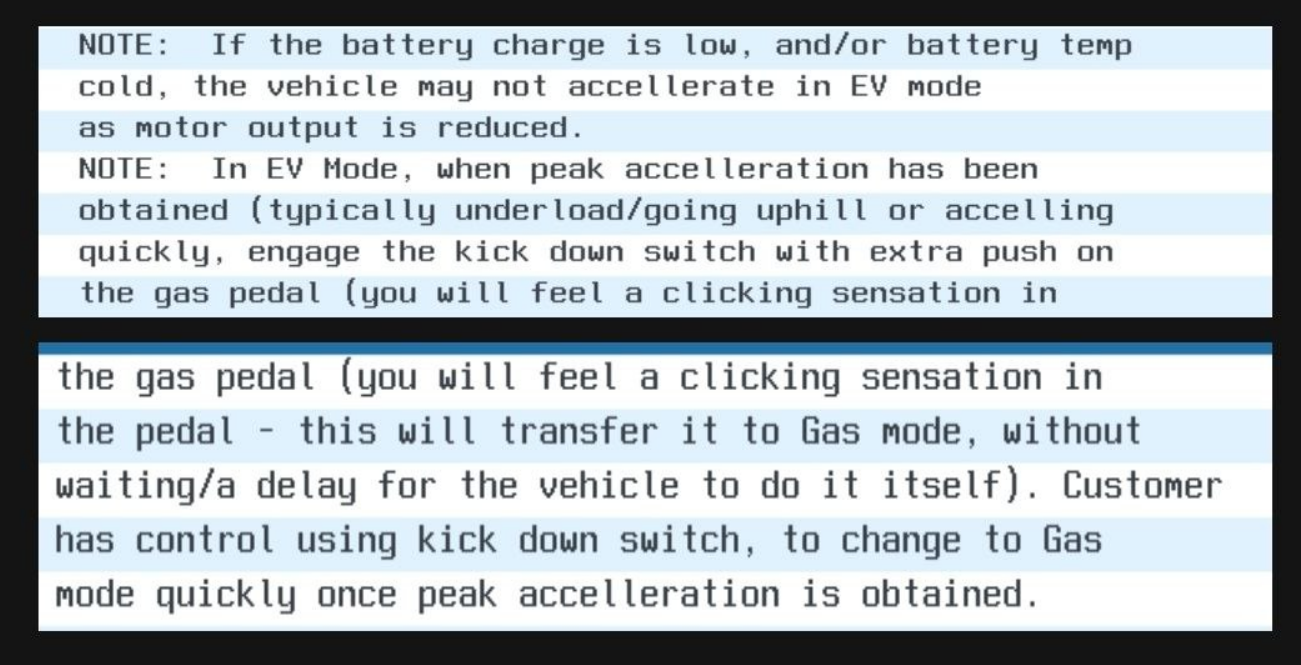 NOTE:  If the battery charge is low, and/or battery temp
cold, the vehicle may not accellerate in EV mode
as motor output is reduced.
NOTE:  In EV Mode, when peak accelleration has been
obtained (typically underload/going uphill or accelling
quickly, engage the kick down switch with extra push on
the gas pedal (you will feel a clicking sensation in
the gas pedal (you will feel a clicking sensation in
the pedal - this will transfer it to Gas mode, without
waiting/a delay for the vehicle to do it itself). Customer
has control using kick down switch, to change to Gas
mode quickly once peak accelleration is obtained.